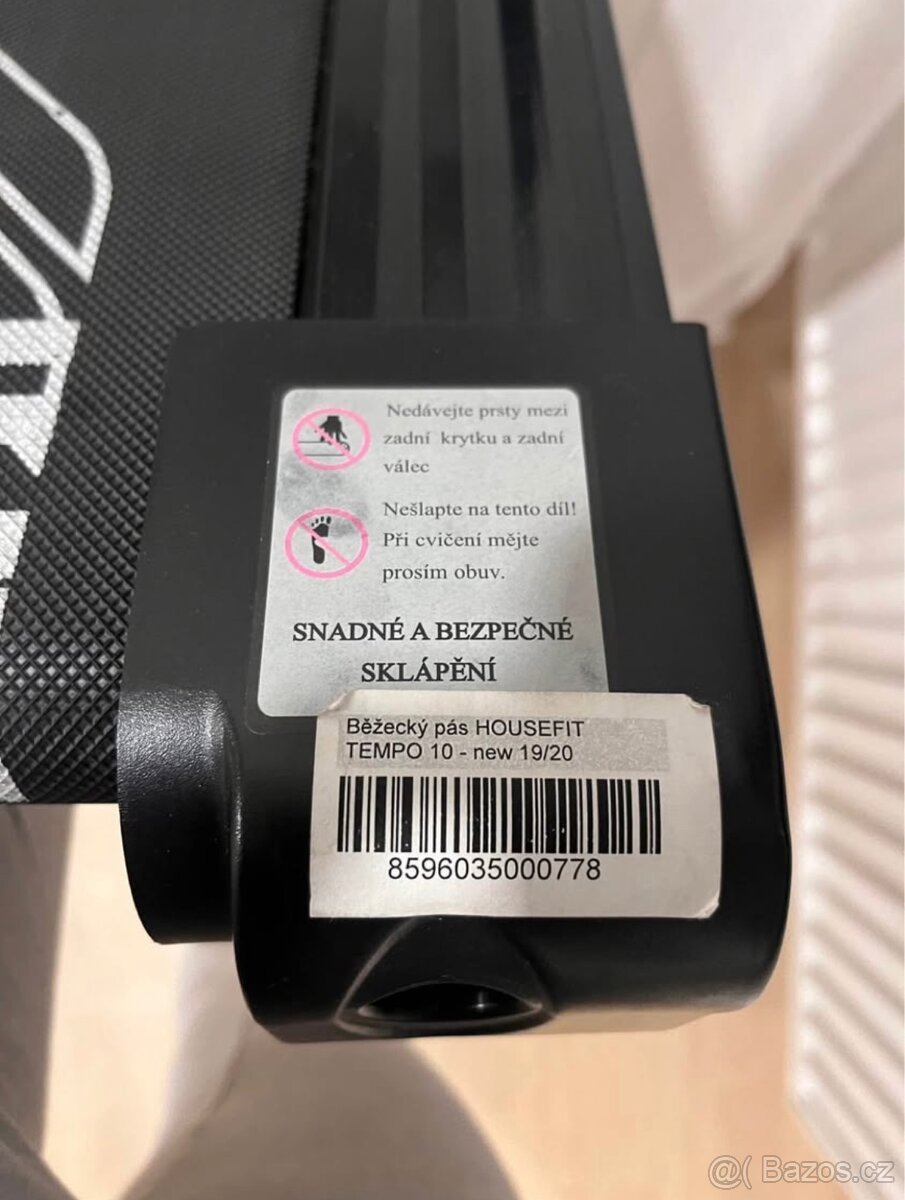 Nedávejte prsty mezi
zadní krytku a zadní
válec
Nešlapte na tento díl!
Při cvičení mějte
prosím obuv.
SNADNÉ A BEZPEČNÉ
SKLÁPĚNÍ
Běžecký pás HOUSEFIT
TEMPO 10 - new 19/20
8596035000778
@( Bazos.cz